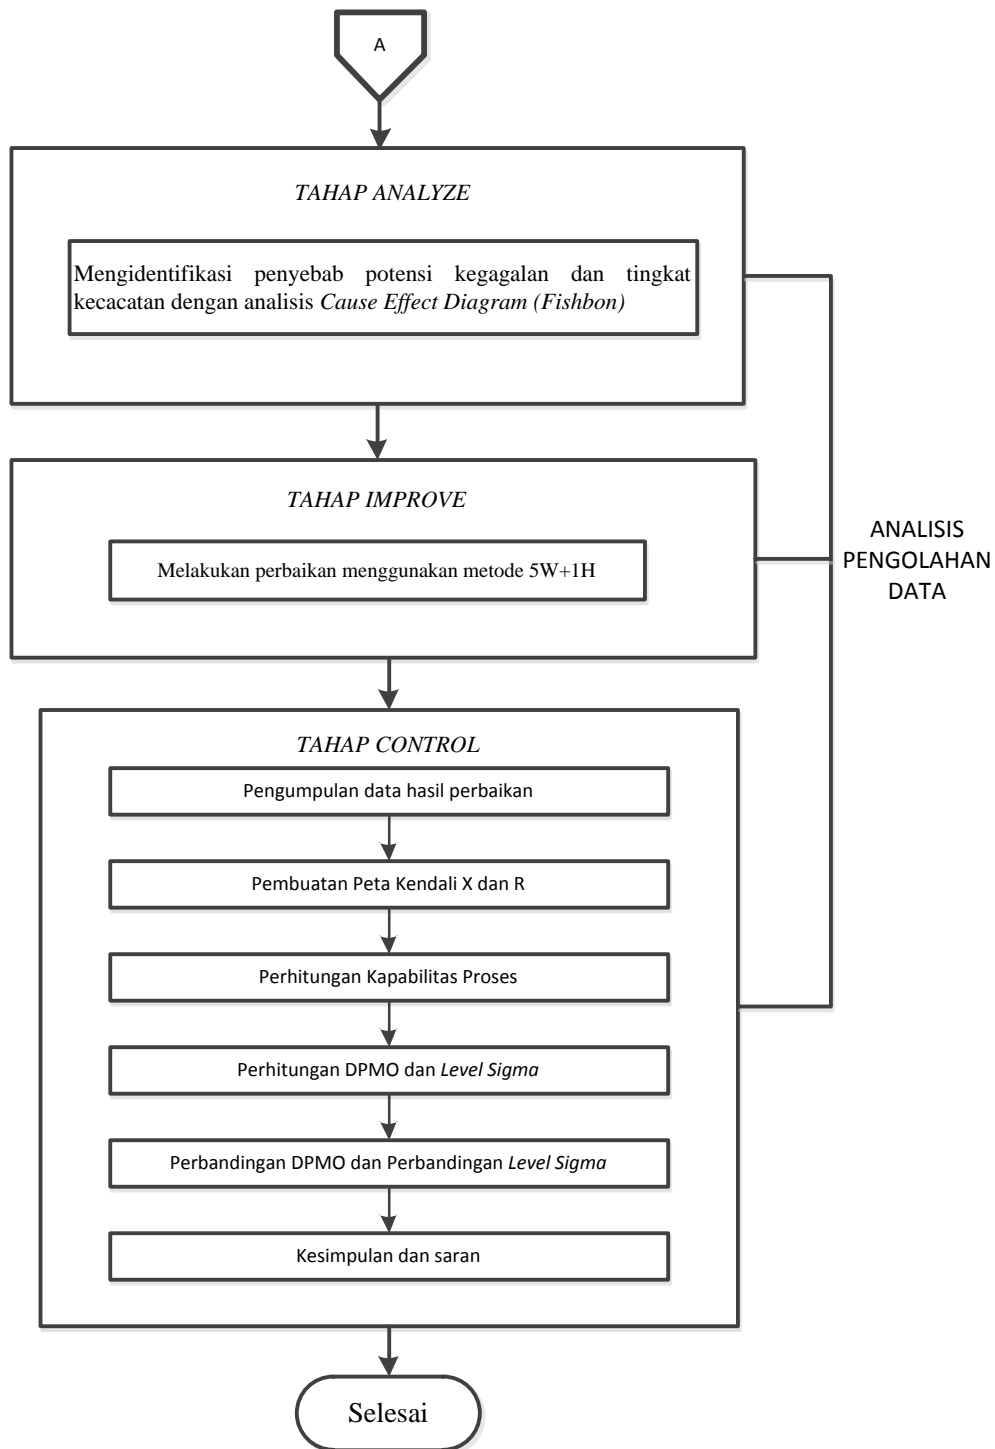 A
TAHAP ANALYZE
Mengidentifikasi penyebab potensi kegagalan dan tingkat
kecacatan dengan analisis Cause Effect Diagram (Fishbon)
TAHAP IMPROVE
Melakukan perbaikan menggunakan metode 5W+1H
ANALISIS
PENGOLAHAN
DATA
TAHAP CONTROL
Pengumpulan data hasil perbaikan
Pembuatan Peta Kendali X dan R
Perhitungan Kapabilitas Proses
Perhitungan DPMO dan Level Sigma
Perbandingan DPMO dan Perbandingan Level Sigma
Kesimpulan dan saran
Selesai